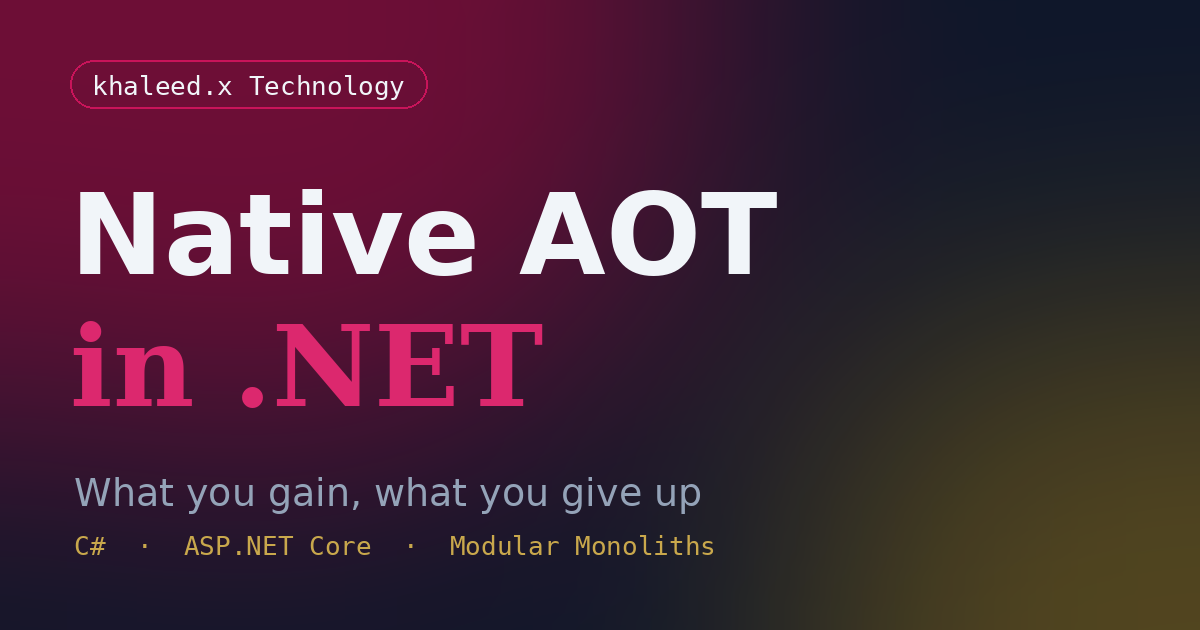 khaleed.x Technology
Native AOT
in .NET
What you gain, what you give up
C# · ASP.NET Core · Modular Monoliths